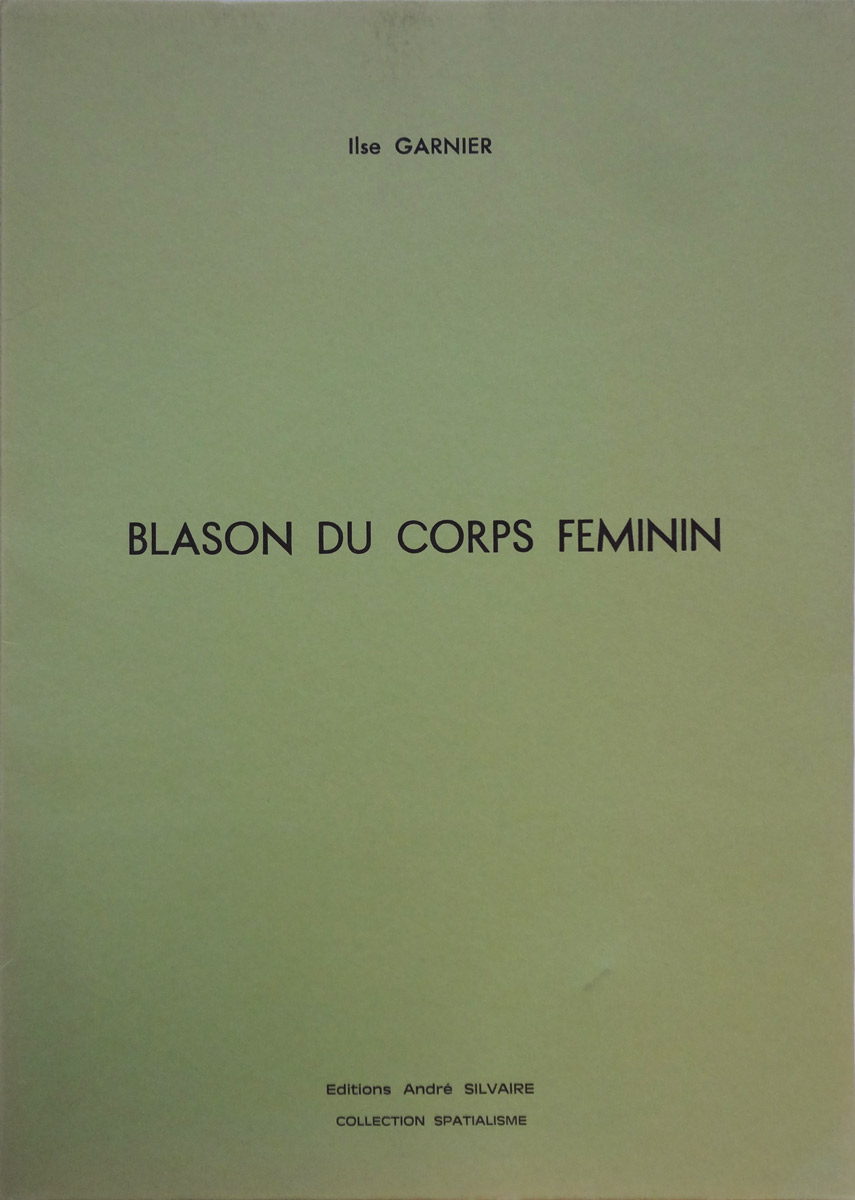 Ilse GARNIER
BLASON DU CORPS FEMININ
Editions André SILVAIRE
COLLECTION SPATIALISME